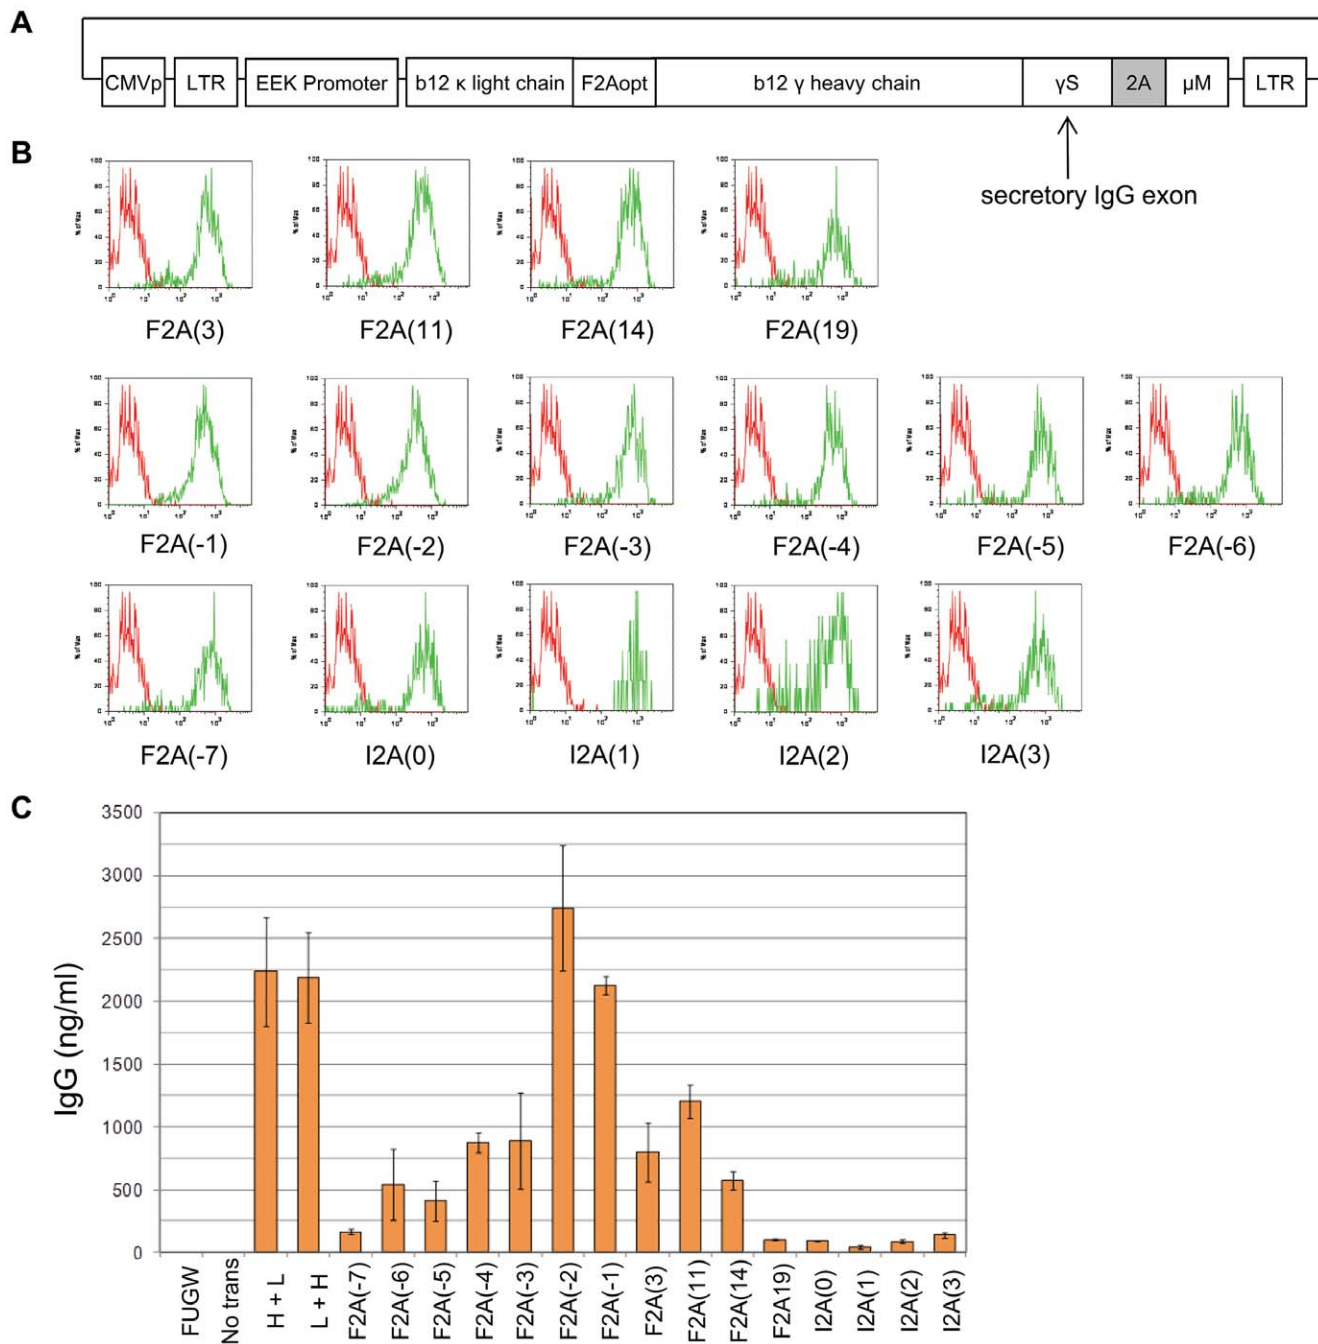 A
CMVp LTR EEK Promoter b12 κ light chain F2Aopt b12 γ heavy chain γS 2A μM LTR
secretory IgG exon
B
F2A(3) F2A(11) F2A(14) F2A(19)
F2A(-1) F2A(-2) F2A(-3) F2A(-4) F2A(-5) F2A(-6)
F2A(-7) I2A(0) I2A(1) I2A(2) I2A(3)
C
IgG (ng/ml)
3500
3000
2500
2000
1500
1000
500
0
FUGW
No trans
H + L
L + H
F2A(-7)
F2A(-6)
F2A(-5)
F2A(-4)
F2A(-3)
F2A(-2)
F2A(-1)
F2A(3)
F2A(11)
F2A(14)
F2A19)
I2A(0)
I2A(1)
I2A(2)
I2A(3)